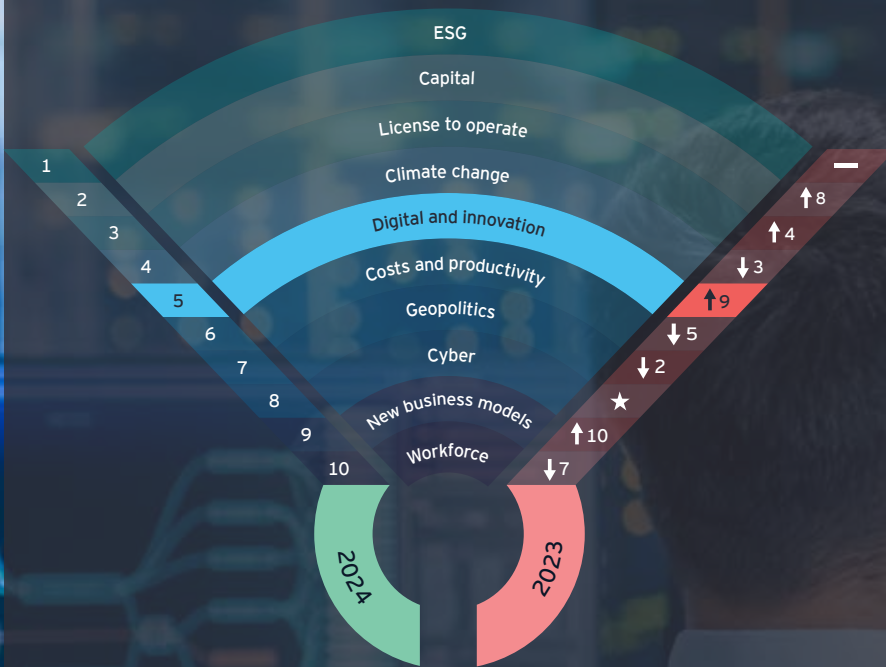 ESG
Capital
License to operate
Climate change
Digital and innovation
Costs and productivity
Geopolitics
Cyber
New business models
Workforce
1
2
3
4
5
6
7
8
9
10
2024
—
↑8
↑4
↓3
↑9
↓5
↓2
★
↑10
↓7
2023